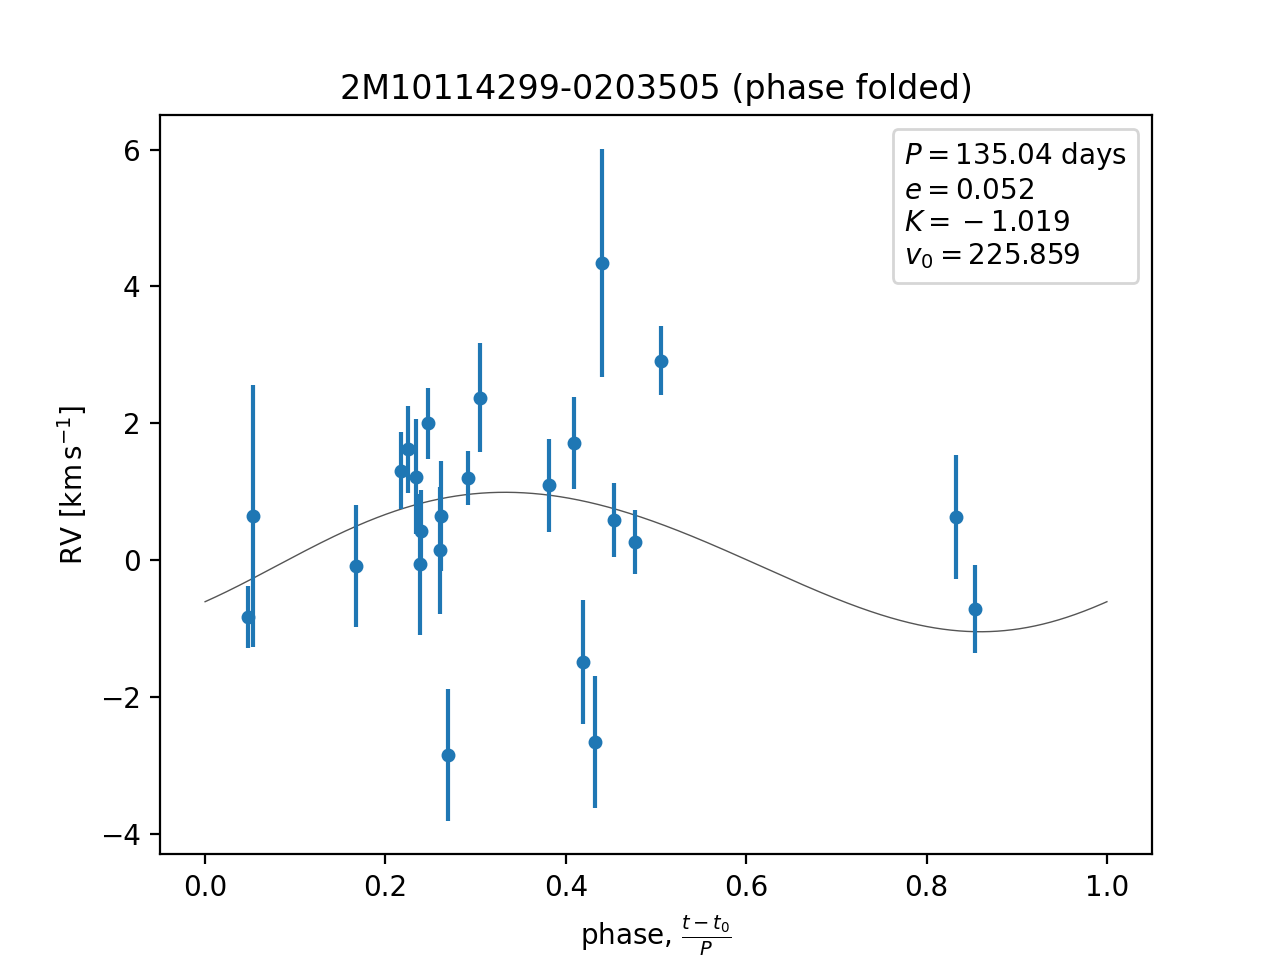 2M10114299-0203505 (phase folded)
P = 135.04 days
e = 0.052
K = −1.019
v₀ = 225.859
6
4
2
0
−2
−4
RV [km s⁻¹]
0.0 0.2 0.4 0.6 0.8 1.0
phase, (t − t₀)/P